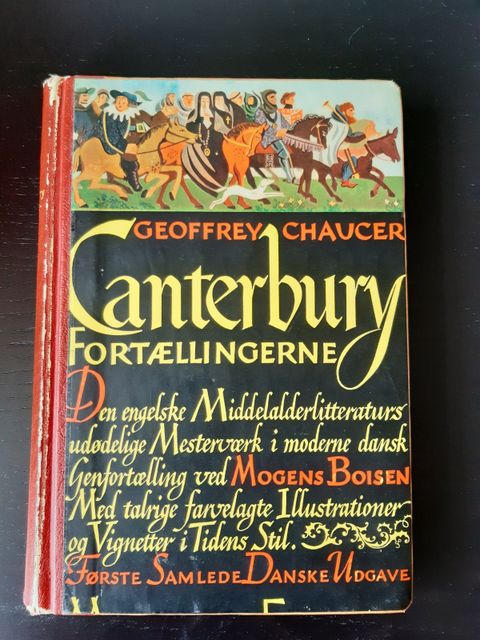 GEOFFREY CHAUCER
Canterbury
FORTÆLLINGERNE
Den engelske Middelalderlitteraturs
udødelige Mesterværk i moderne dansk
Genfortælling ved MOGENS BOISEN
Med talrige farvelagte Illustrationer
og Vignetter i Tidens Stil.
FØRSTE SAMLEDE DANSKE UDGAVE